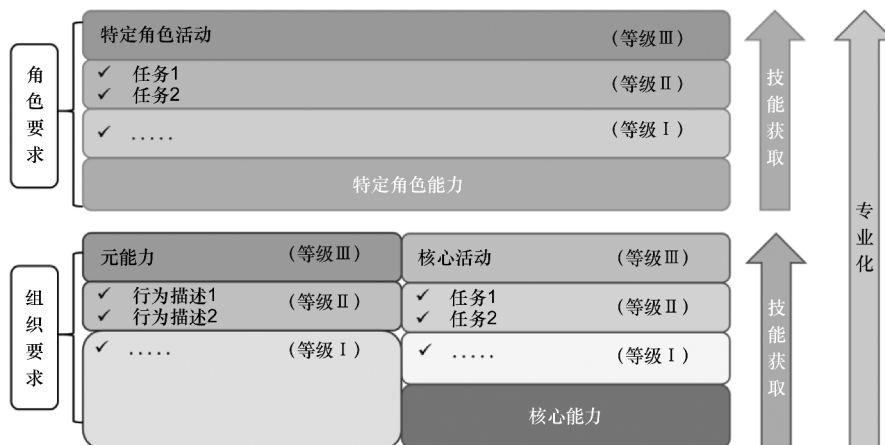 角色要求
特定角色活动 （等级Ⅲ）
✓ 任务1
✓ 任务2
（等级Ⅱ）
✓ ..... （等级Ⅰ）
特定角色能力
技能获取
专业化
组织要求
元能力 （等级Ⅲ）
✓ 行为描述1
✓ 行为描述2
（等级Ⅱ）
✓ ..... （等级Ⅰ）
核心活动 （等级Ⅲ）
✓ 任务1
✓ 任务2
（等级Ⅱ）
✓ ..... （等级Ⅰ）
核心能力
技能获取